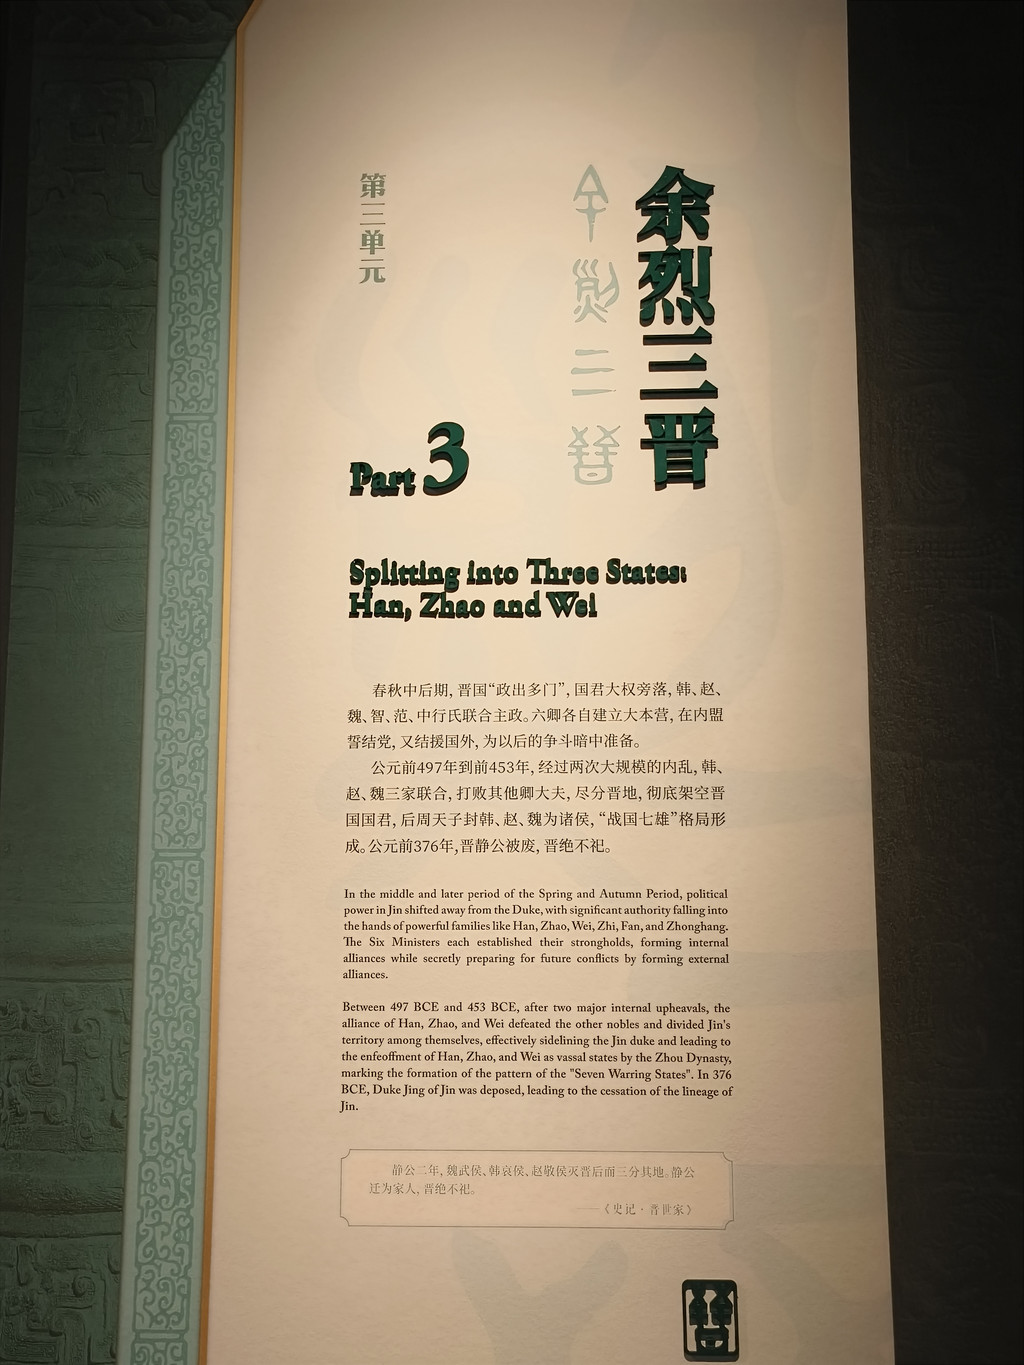 第三单元
余烈三晋
Part 3
Splitting into Three States:
Han, Zhao and Wei
春秋中后期，晋国“政出多门”，国君大权旁落，韩、赵、
魏、智、范、中行氏联合主政。六卿各自建立大本营，在内盟
誓结党，又结援国外，为以后的争斗暗中准备。
公元前497年到前453年，经过两次大规模的内乱，韩、
赵、魏三家联合，打败其他卿大夫，尽分晋地，彻底架空晋
国国君，后周天子封韩、赵、魏为诸侯，“战国七雄”格局形
成。公元前376年，晋静公被废，晋绝不祀。
In the middle and later period of the Spring and Autumn Period, political
power in Jin shifted away from the Duke, with significant authority falling into
the hands of powerful families like Han, Zhao, Wei, Zhi, Fan, and Zhonghang.
The Six Ministers each established their strongholds, forming internal
alliances while secretly preparing for future conflicts by forming external
alliances.
Between 497 BCE and 453 BCE, after two major internal upheavals, the
alliance of Han, Zhao, and Wei defeated the other nobles and divided Jin's
territory among themselves, effectively sidelining the Jin duke and leading to
the enfeoffment of Han, Zhao, and Wei as vassal states by the Zhou Dynasty,
marking the formation of the pattern of the "Seven Warring States". In 376
BCE, Duke Jing of Jin was deposed, leading to the cessation of the lineage of
Jin.
静公二年，魏武侯、韩哀侯、赵敬侯灭晋后而三分其地。静公
迁为家人，晋绝不祀。
——《史记·晋世家》